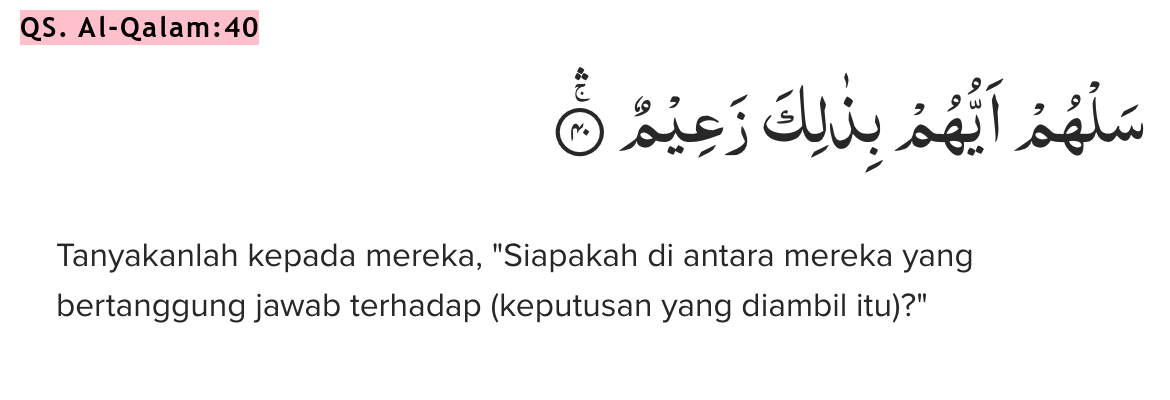 QS. Al-Qalam:40
سَلْهُمْ اَيُّهُمْ بِذٰلِكَ زَعِيْمٌۚۛ ٤٠
Tanyakanlah kepada mereka, "Siapakah di antara mereka yang
bertanggung jawab terhadap (keputusan yang diambil itu)?"